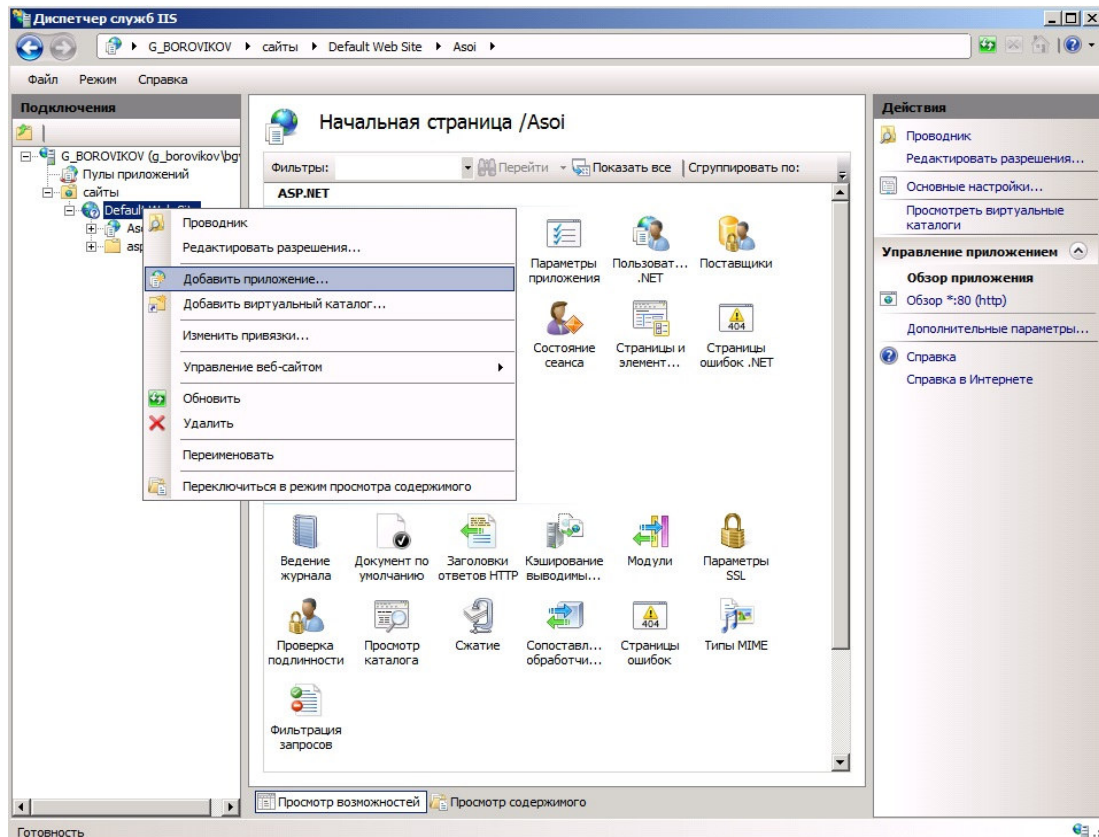 Диспетчер служб IIS
G_BOROVIKOV сайты Default Web Site Asoi
Файл Режим Справка
Подключения
G_BOROVIKOV (g_borovikov\bg
Пулы приложений
сайты
Default Web Site
As
asp
Проводник
Редактировать разрешения...
Добавить приложение...
Добавить виртуальный каталог...
Изменить привязки...
Управление веб-сайтом
Обновить
Удалить
Переименовать
Переключиться в режим просмотра содержимого
Начальная страница /Asoi
Фильтры: Перейти Показать все Сгруппировать по:
ASP.NET
Параметры приложения
Пользоват... .NET
Поставщики
Состояние сеанса
Страницы и элемент...
Страницы ошибок .NET
404
Ведение журнала
Документ по умолчанию
Заголовки ответов HTTP
Кэширование выводимы...
Модули
Параметры SSL
Проверка подлинности
Просмотр каталога
Сжатие
Сопоставл... обработчи...
Страницы ошибок
404
Типы MIME
Фильтрация запросов
Просмотр возможностей Просмотр содержимого
Действия
Проводник
Редактировать разрешения...
Основные настройки...
Просмотреть виртуальные
каталоги
Управление приложением
Обзор приложения
Обзор *:80 (http)
Дополнительные параметры...
Справка
Справка в Интернете
Готовность